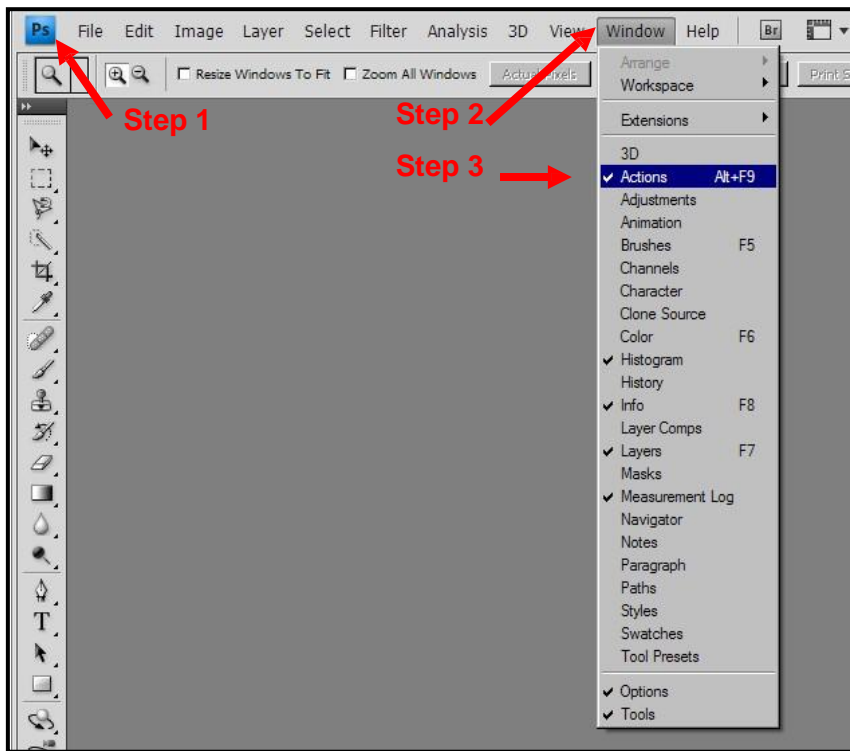 Ps File Edit Image Layer Select Filter Analysis 3D View Window Help Br
Resize Windows To Fit Zoom All Windows Actual Pixels Print S
Step 1
Step 2
Step 3
Arrange
Workspace
Extensions
3D
Actions Alt+F9
Adjustments
Animation
Brushes F5
Channels
Character
Clone Source
Color F6
Histogram
History
Info F8
Layer Comps
Layers F7
Masks
Measurement Log
Navigator
Notes
Paragraph
Paths
Styles
Swatches
Tool Presets
Options
Tools
T